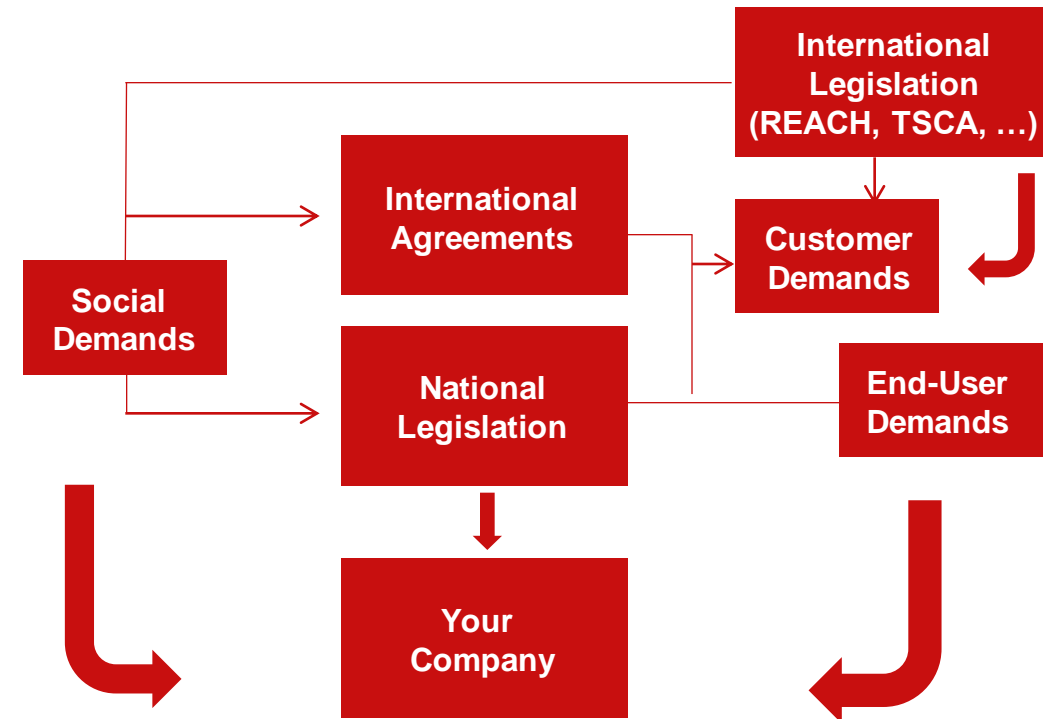 International
Legislation
(REACH, TSCA, …)
International
Agreements
Customer
Demands
Social
Demands
National
Legislation
End-User
Demands
Your
Company